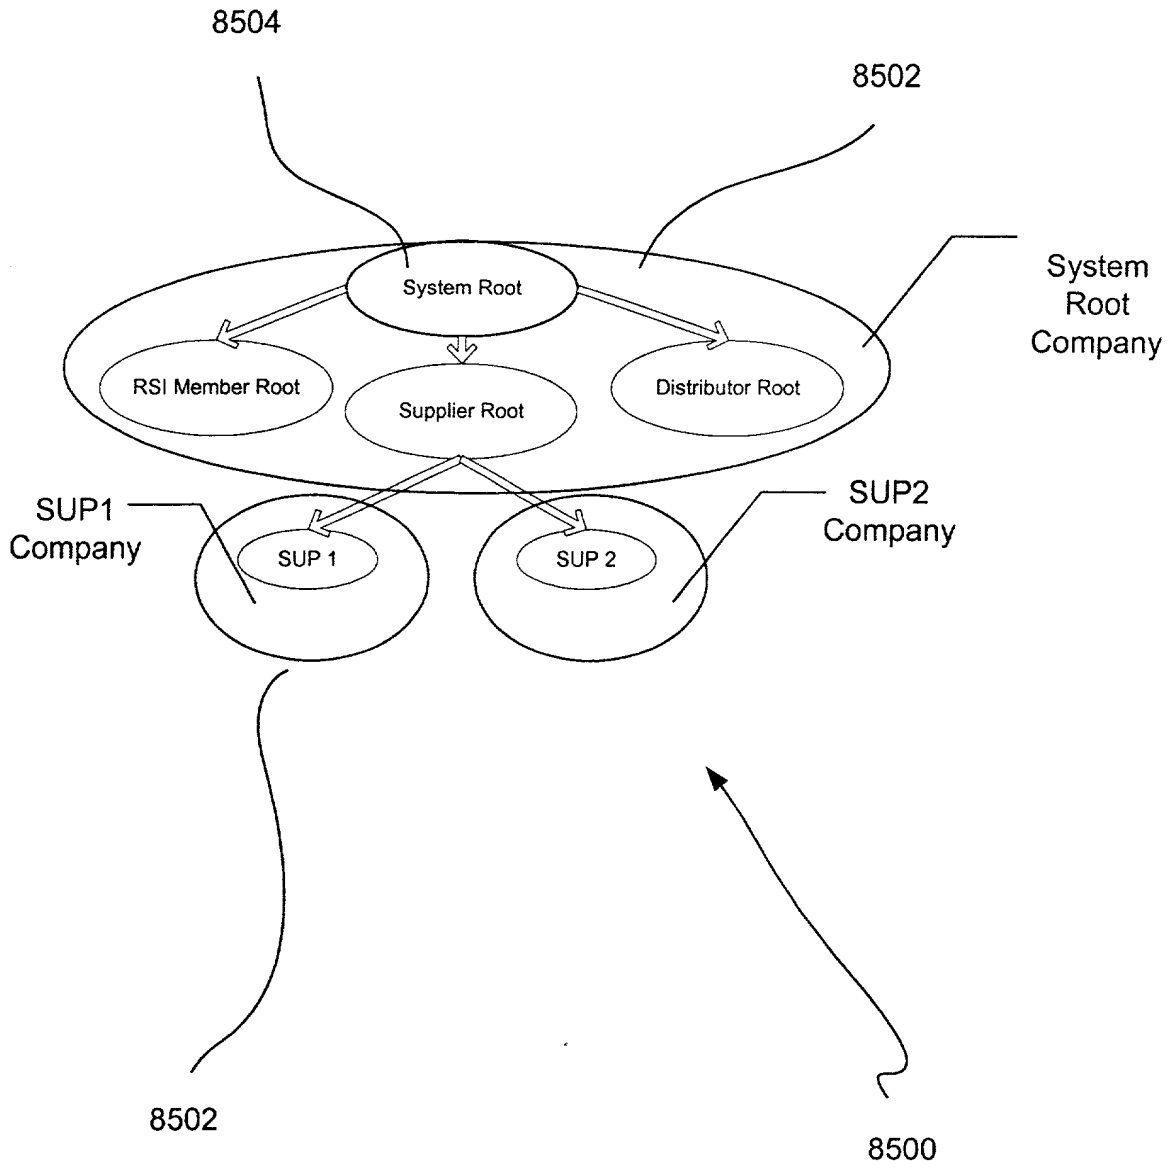 8504
8502
System Root
System
Root
Company
RSI Member Root
Supplier Root
Distributor Root
SUP1
Company
SUP2
Company
SUP 1
SUP 2
8502
8500